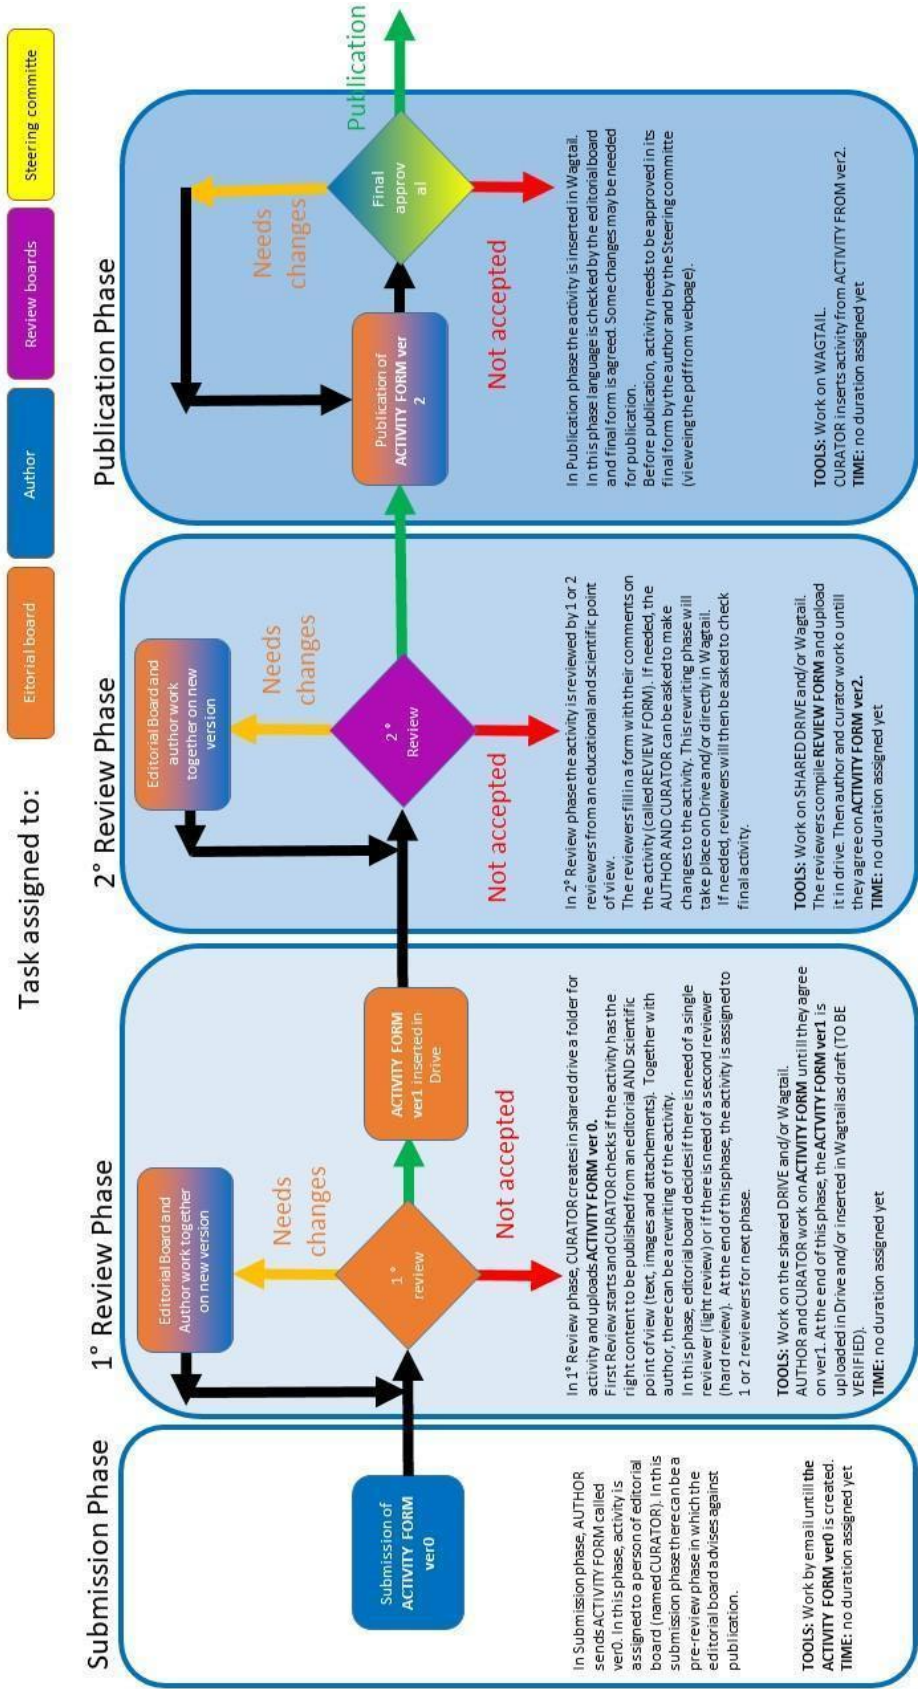 Task assigned to:
Eitorial board
Author
Review boards
Steering committe
Submission Phase
Submission of
ACTIVITY FORM
ver0
In Submission phase, AUTHOR
sends ACTIVITY FORM called
ver0. In this phase, activity is
assigned to a person of editorial
board (named CURATOR). In this
submission phase there can be a
pre-review phase in which the
editorial board advises against
publication.
TOOLS: Work by email untill the
ACTIVITY FORM ver0 is created.
TIME: no duration assigned yet
1° Review Phase
Editorial Board and
Author work together
on new version
Needs
changes
1°
review
ACTIVITY FORM
ver1 inserted in
Drive
Not accepted
In 1° Review phase, CURATOR creates in shared drive a folder for
activity and uploads ACTIVITY FORM ver 0.
First Review starts and CURATOR checks if the activity has the
right content to be published from an editorial AND scientific
point of view (text, images and attachements). Together with
author, there can be a rewriting of the activity.
In this phase, editorial board decides if there is need of a single
reviewer (light review) or if there is need of a second reviewer
(hard review). At the end of this phase, the activity is assigned to
1 or 2 reviewers for next phase.
TOOLS: Work on the shared DRIVE and/or Wagtail.
AUTHOR and CURATOR work on ACTIVITY FORM untill they agree
on ver1. At the end of this phase, the ACTIVITY FORM ver1 is
uploaded in Drive and/or inserted in Wagtail as draft (TO BE
VERIFIED).
TIME: no duration assigned yet
2° Review Phase
Editorial Board and
author work
together on new
version
Needs
changes
2°
Review
Not accepted
In 2° Review phase the activity is reviewed by 1 or 2
reviewers from an educational and scientific point
of view.
The reviewers fill in a form with their comments on
the activity (called REVIEW FORM). If needed, the
AUTHOR AND CURATOR can be asked to make
changes to the activity. This rewriting phase will
take place on Drive and/or directly in Wagtail.
If needed, reviewers will then be asked to check
final activity.
TOOLS: Work on SHARED DRIVE and/or Wagtail.
The reviewers compile REVIEW FORM and upload
it in drive. Then author and curator work o untill
they agree on ACTIVITY FORM ver2.
TIME: no duration assigned yet
Publication Phase
Publication of
ACTIVITY FORM ver
2
Needs
changes
Final
approv
al
Publication
Not accepted
In Publication phase the activity is inserted in Wagtail.
In this phase language is checked by the editorial board
and final form is agreed. Some changes may be needed
for publication.
Before publication, activity needs to be approved in its
final form by the author and by the Steering committe
(vieweing the pdf from webpage).
TOOLS: Work on WAGTAIL.
CURATOR inserts activity from ACTIVITY FROM ver2.
TIME: no duration assigned yet